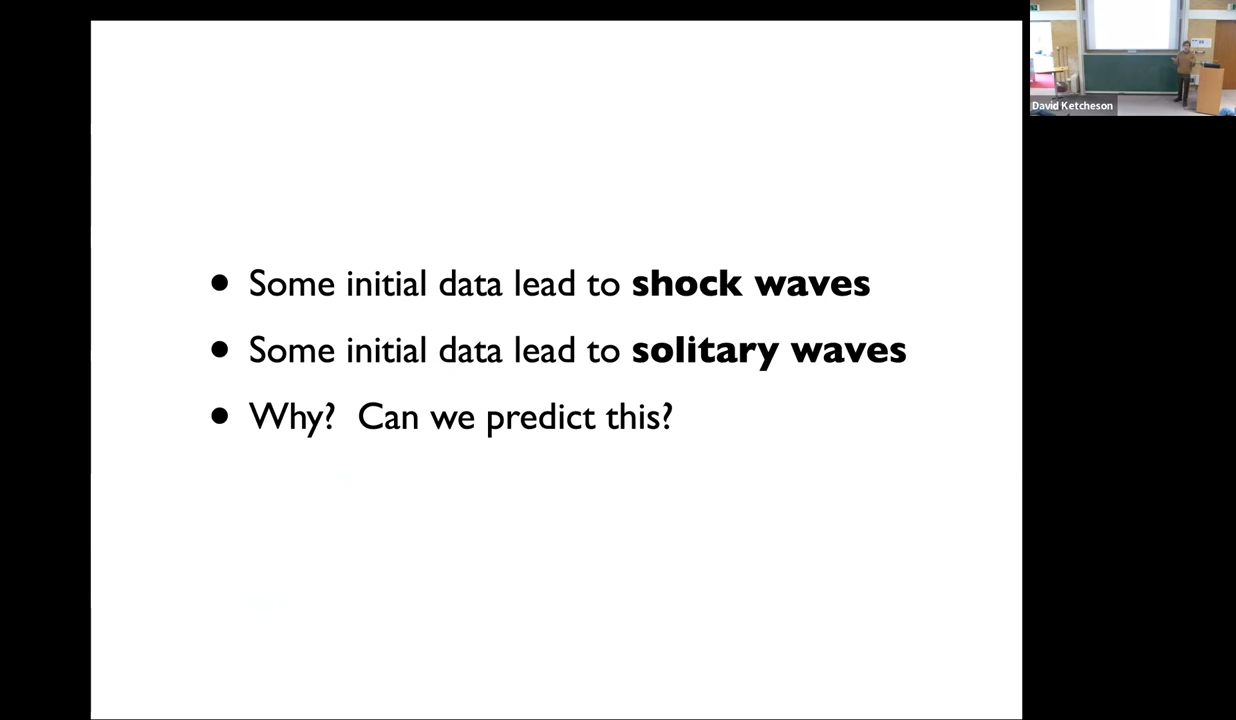 • Some initial data lead to shock waves
• Some initial data lead to solitary waves
• Why? Can we predict this?
David Ketcheson